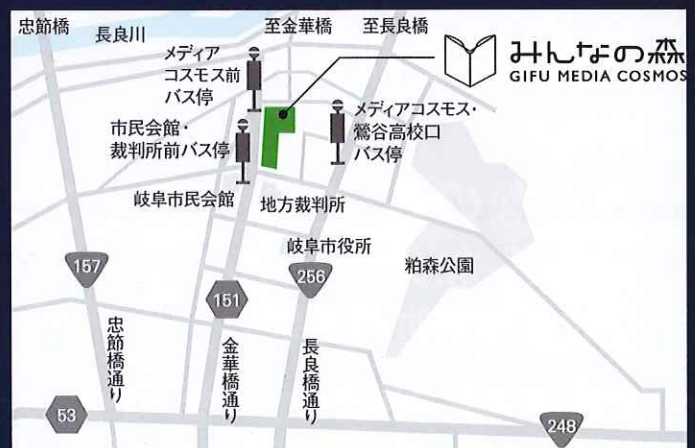 忠節橋
長良川
至金華橋
至長良橋
みんなの森
GIFU MEDIA COSMOS
メディア
コスモス前
バス停
メディアコスモス・
鶯谷高校口
バス停
市民会館・
裁判所前バス停
岐阜市民会館
地方裁判所
岐阜市役所
粕森公園
157
151
256
忠節橋通り
金華橋通り
長良橋通り
53
248